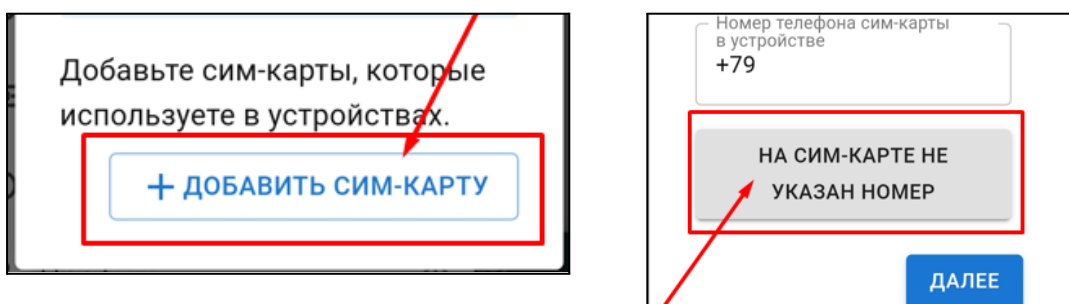 Добавьте сим-карты, которые
используете в устройствах.
+ ДОБАВИТЬ СИМ-КАРТУ
Номер телефона сим-карты
в устройстве
+79
НА СИМ-КАРТЕ НЕ
УКАЗАН НОМЕР
ДАЛЕЕ